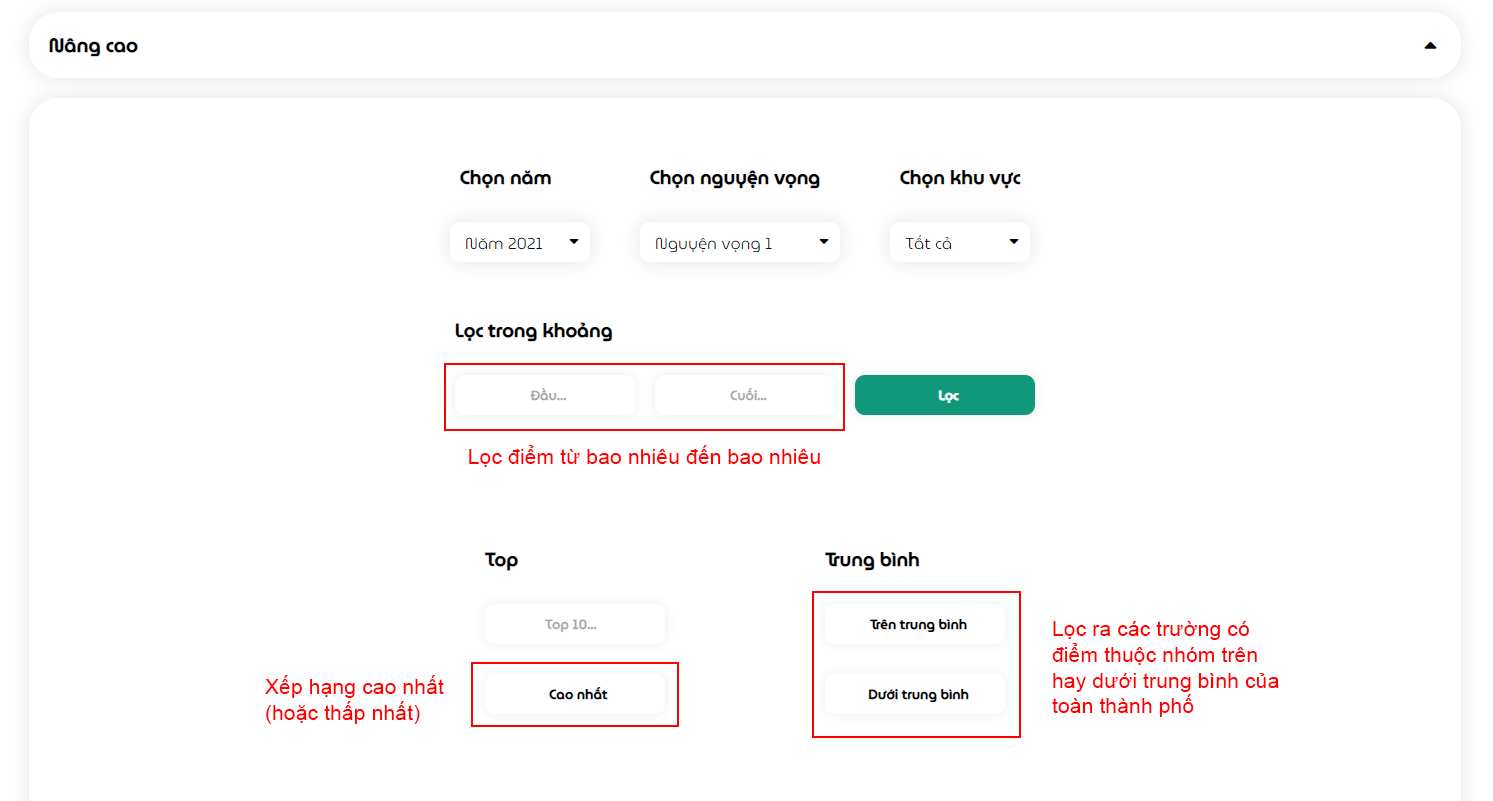 Nâng cao
Chọn năm
Chọn nguyện vọng
Chọn khu vực
Năm 2021
Nguyện vọng 1
Tất cả
Lọc trong khoảng
Đầu...
Cuối...
Lọc
Lọc điểm từ bao nhiêu đến bao nhiêu
Top
Trung bình
Top 10...
Trên trung bình
Cao nhất
Dưới trung bình
Xếp hạng cao nhất
(hoặc thấp nhất)
Lọc ra các trường có
điểm thuộc nhóm trên
hay dưới trung bình của
toàn thành phố